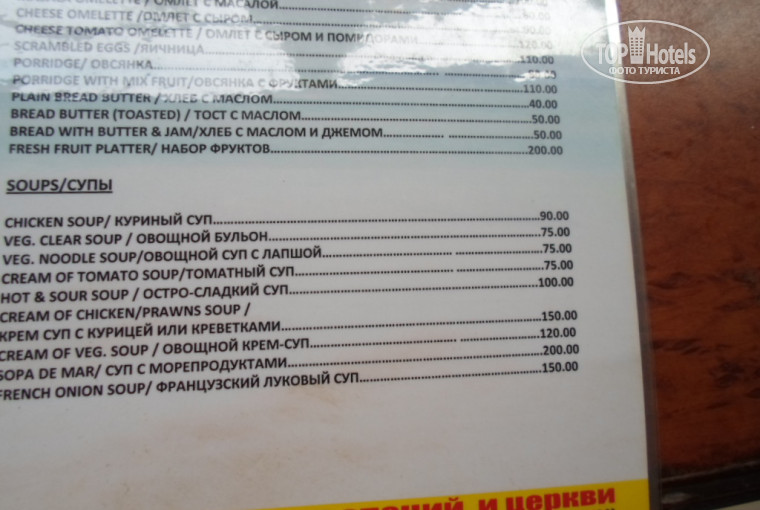 OMELETTE /ОМЛЕТ С МАСАЛОЙ
CHEESE OMELETTE /ОМЛЕТ С СЫРОМ
CHEESE TOMATO OMELETTE / ОМЛЕТ С СЫРОМ И ПОМИДОРАМИ
SCRAMBLED EGGS /ЯИЧНИЦА
PORRIDGE/ ОВСЯНКА 110.00
PORRIDGE WITH MIX FRUIT/ОВСЯНКА С ФРУКТАМИ 110.00
PLAIN BREAD BUTTER / ХЛЕБ С МАСЛОМ 40.00
BREAD BUTTER (TOASTED) / ТОСТ С МАСЛОМ 50.00
BREAD WITH BUTTER & JAM/ХЛЕБ С МАСЛОМ И ДЖЕМОМ 50.00
FRESH FRUIT PLATTER/ НАБОР ФРУКТОВ 200.00
SOUPS/СУПЫ
CHICKEN SOUP/ КУРИНЫЙ СУП 90.00
VEG. CLEAR SOUP / ОВОЩНОЙ БУЛЬОН 75.00
VEG. NOODLE SOUP/ОВОЩНОЙ СУП С ЛАПШОЙ 75.00
CREAM OF TOMATO SOUP/ТОМАТНЫЙ СУП 75.00
HOT & SOUR SOUP / ОСТРО-СЛАДКИЙ СУП 100.00
CREAM OF CHICKEN/PRAWNS SOUP /
КРЕМ СУП С КУРИЦЕЙ ИЛИ КРЕВЕТКАМИ 150.00
CREAM OF VEG. SOUP / ОВОЩНОЙ КРЕМ-СУП 120.00
SOPA DE MAR/ СУП С МОРЕПРОДУКТАМИ 200.00
FRENCH ONION SOUP/ ФРАНЦУЗСКИЙ ЛУКОВЫЙ СУП 150.00
и церкви
TOP Hotels
ФОТО ТУРИСТА